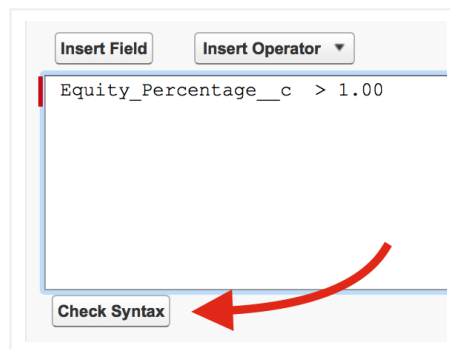 Insert Field Insert Operator
Equity_Percentage__c > 1.00
Check Syntax